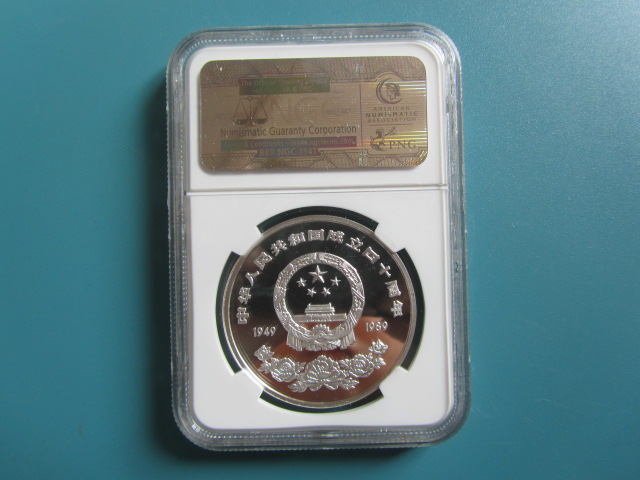 AMERICAN
NUMISMATIC
ASSOCIATION
Numismatic Guaranty Corporation
PNG
中华人民共和国成立四十周年
1949
1989